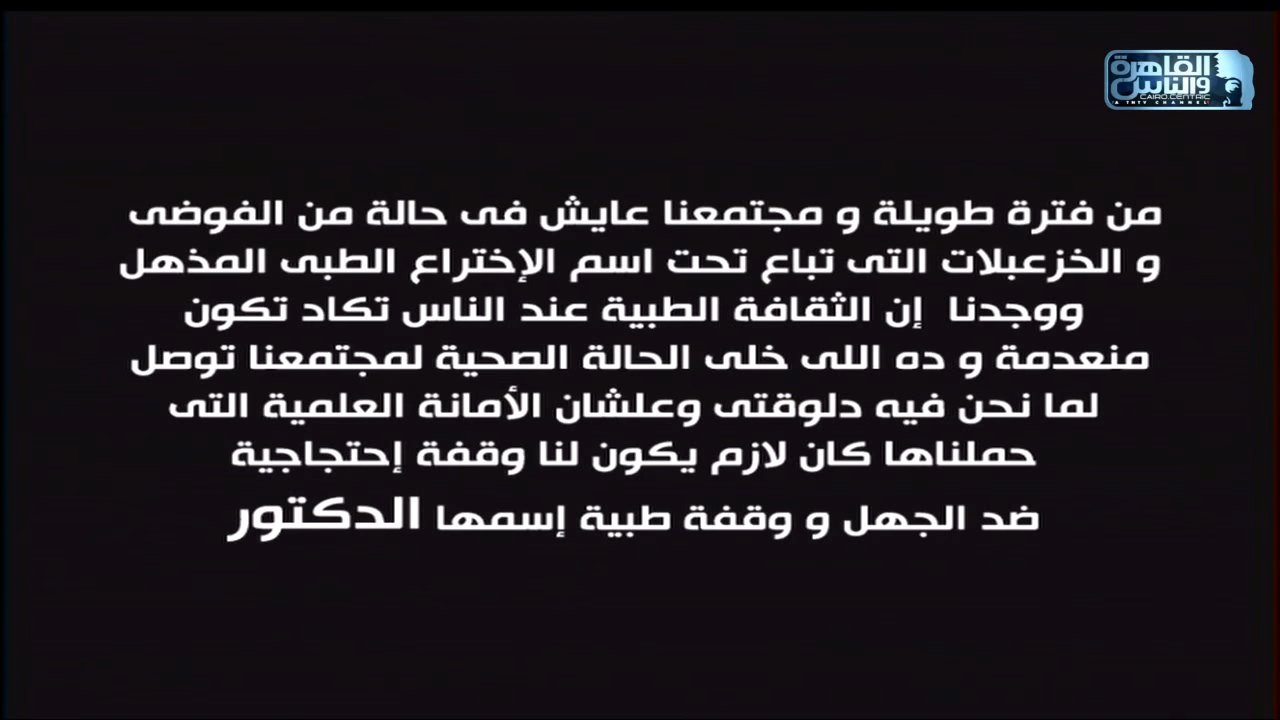 القاهرة
والناس
CAIRO.CENTRIC
A TNTV CHANNEL
من فترة طويلة و مجتمعنا عايش فى حالة من الفوضى
و الخزعبلات التى تباع تحت اسم الإختراع الطبى المذهل
ووجدنا إن الثقافة الطبية عند الناس تكاد تكون
منعدمة و ده اللى خلى الحالة الصحية لمجتمعنا توصل
لما نحن فيه دلوقتى وعلشان الأمانة العلمية التى
حملناها كان لازم يكون لنا وقفة إحتجاجية
ضد الجهل و وقفة طبية إسمها الدكتور